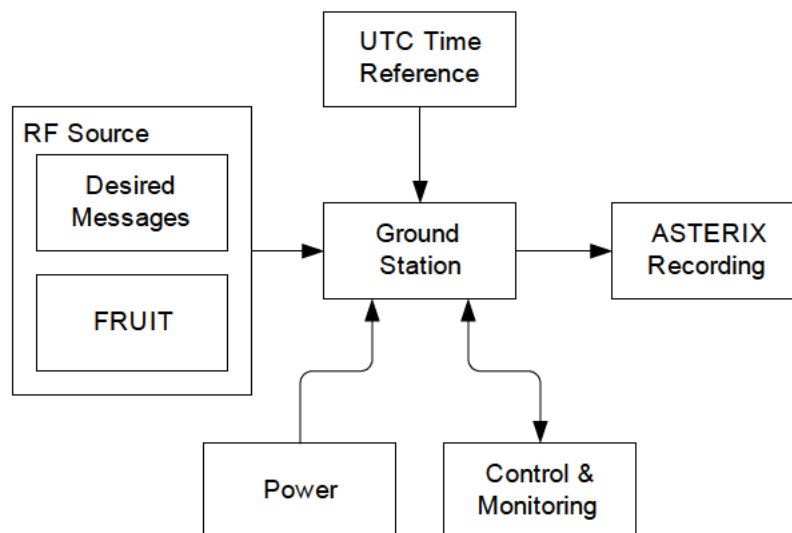 UTC Time
Reference
RF Source
Desired
Messages
FRUIT
Ground
Station
ASTERIX
Recording
Power
Control &
Monitoring